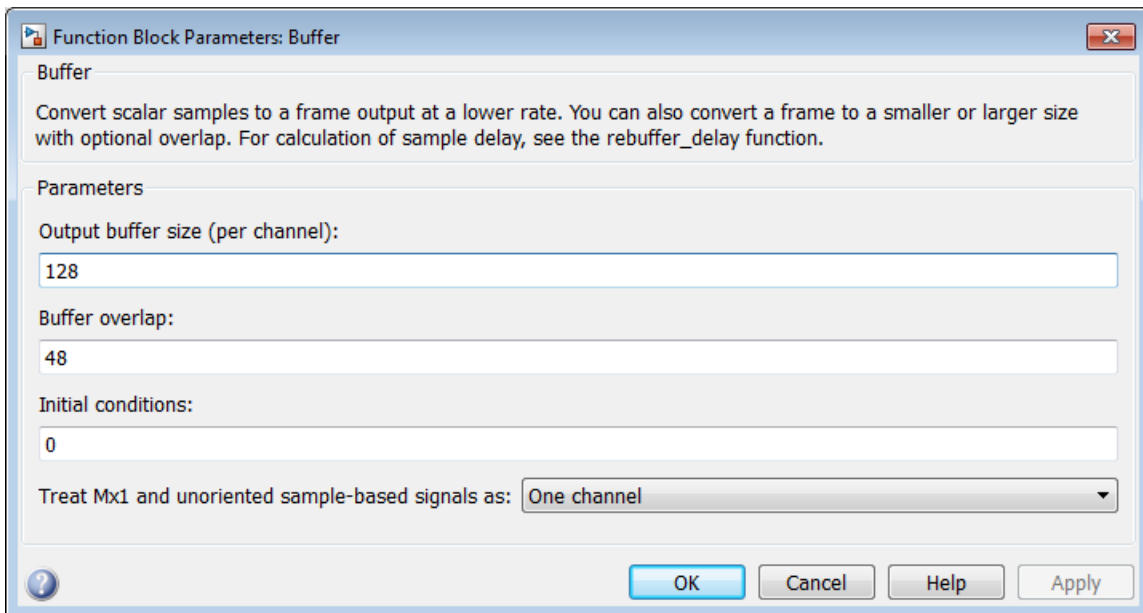 Function Block Parameters: Buffer
Buffer
Convert scalar samples to a frame output at a lower rate. You can also convert a frame to a smaller or larger size
with optional overlap. For calculation of sample delay, see the rebuffer_delay function.
Parameters
Output buffer size (per channel):
128
Buffer overlap:
48
Initial conditions:
0
Treat Mx1 and unoriented sample-based signals as: One channel
? OK Cancel Help Apply